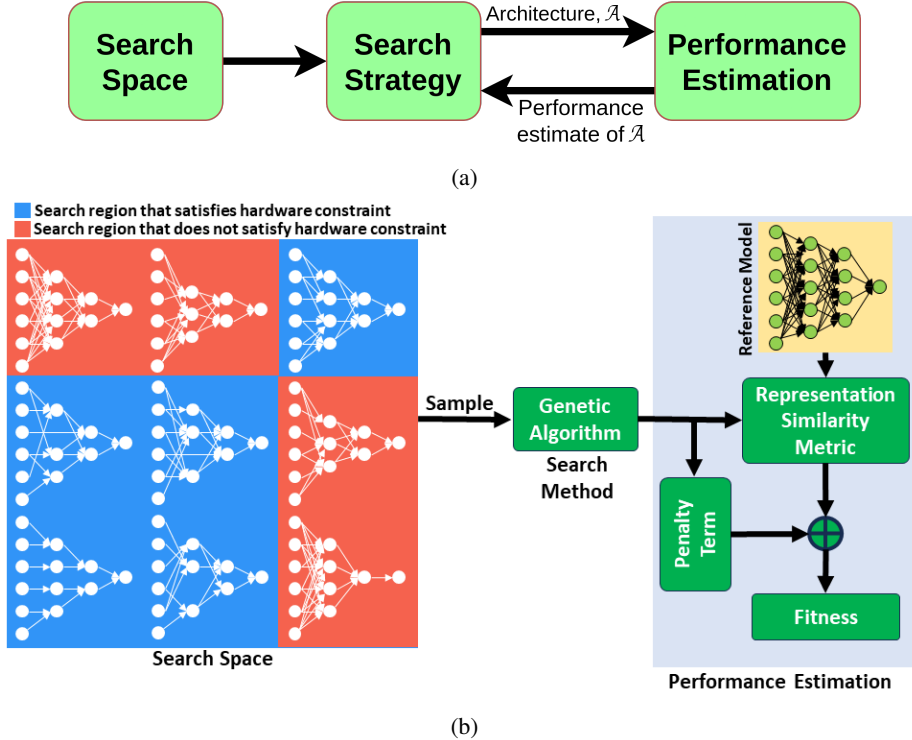 Search
Space
Search
Strategy
Architecture, 𝒜
Performance
estimate of 𝒜
Performance
Estimation
(a)
Search region that satisfies hardware constraint
Search region that does not satisfy hardware constraint
Search Space
Sample
Genetic
Algorithm
Search
Method
Reference Model
Representation
Similarity
Metric
Penalty
Term
Fitness
Performance Estimation
(b)